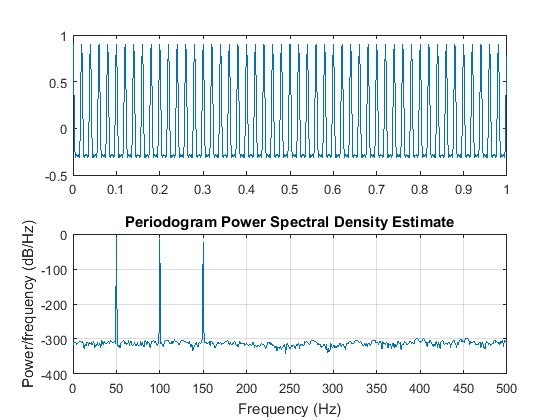 1
0.5
0
-0.5
0 0.1 0.2 0.3 0.4 0.5 0.6 0.7 0.8 0.9 1
Periodogram Power Spectral Density Estimate
Power/frequency (dB/Hz)
0
-100
-200
-300
-400
0 50 100 150 200 250 300 350 400 450 500
Frequency (Hz)